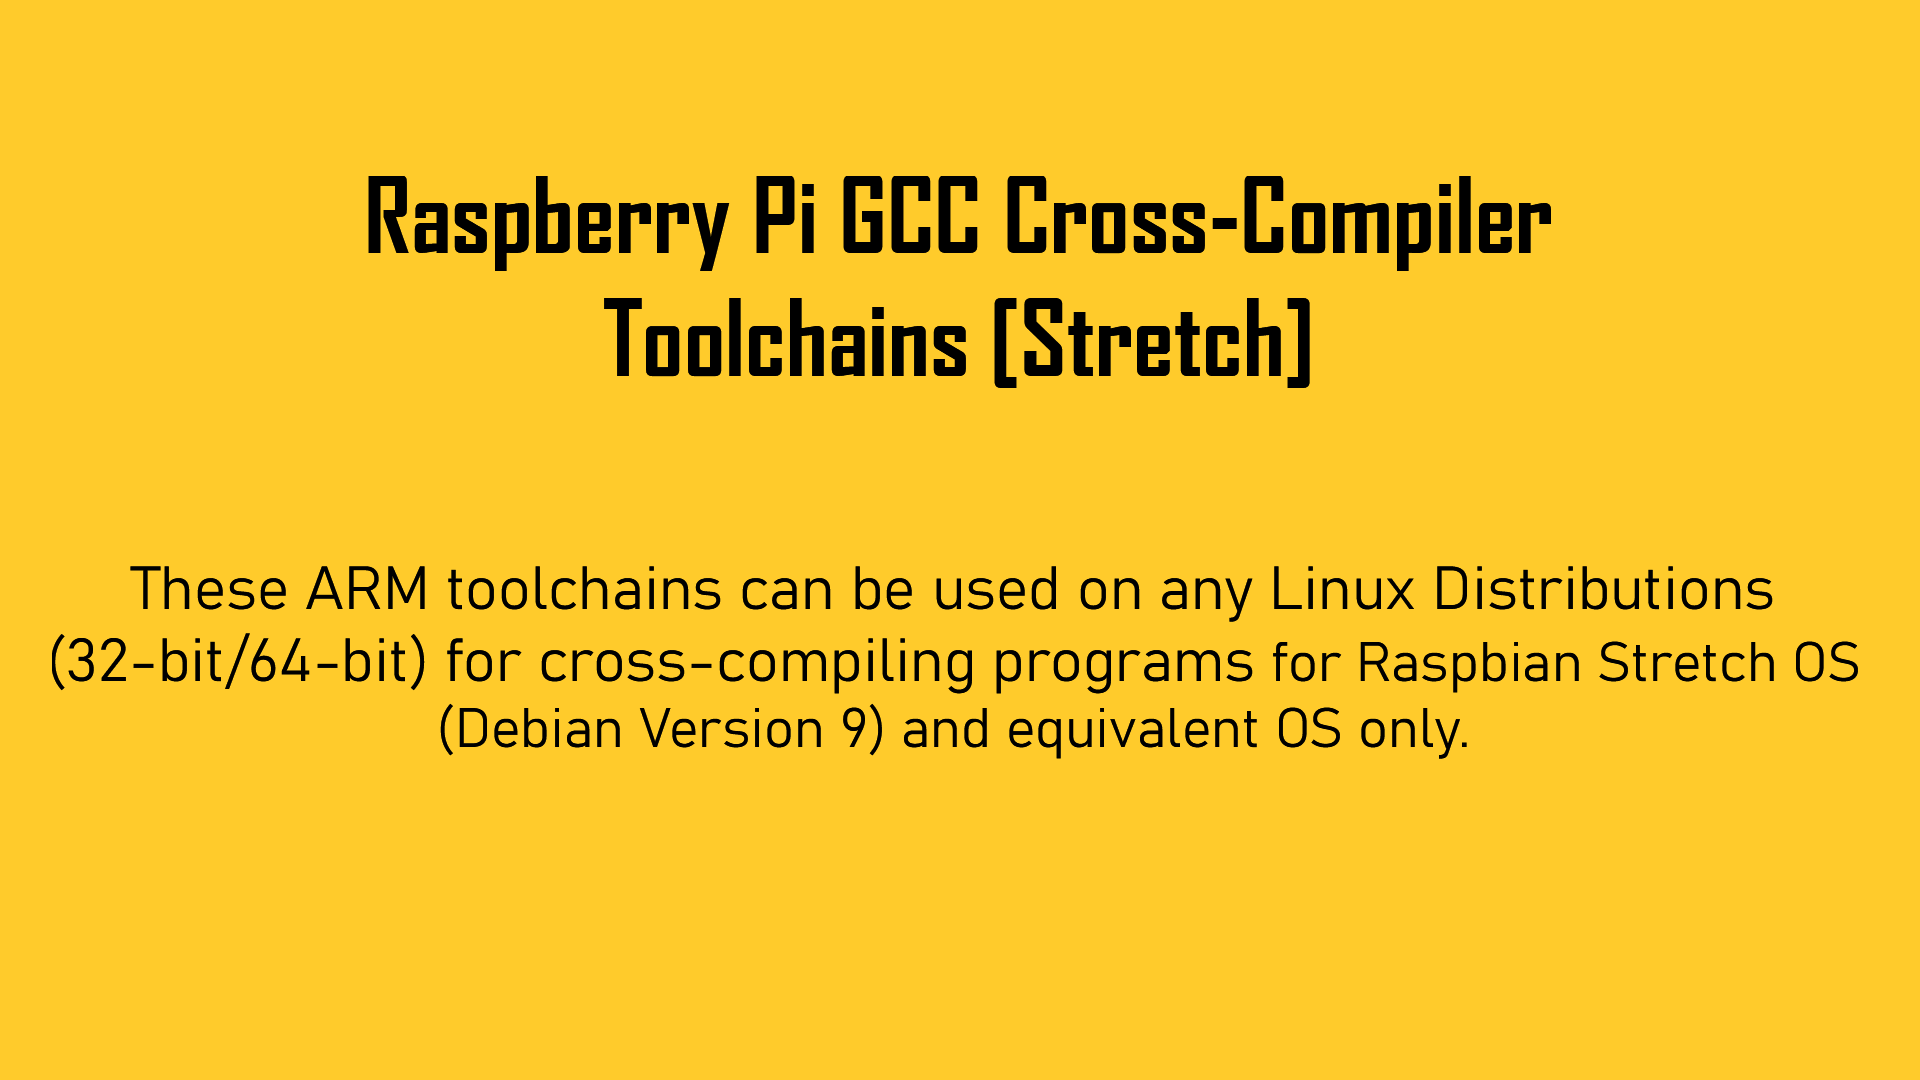 Raspberry Pi GCC Cross-Compiler
Toolchains [Stretch]
These ARM toolchains can be used on any Linux Distributions
(32-bit/64-bit) for cross-compiling programs for Raspbian Stretch OS
(Debian Version 9) and equivalent OS only.